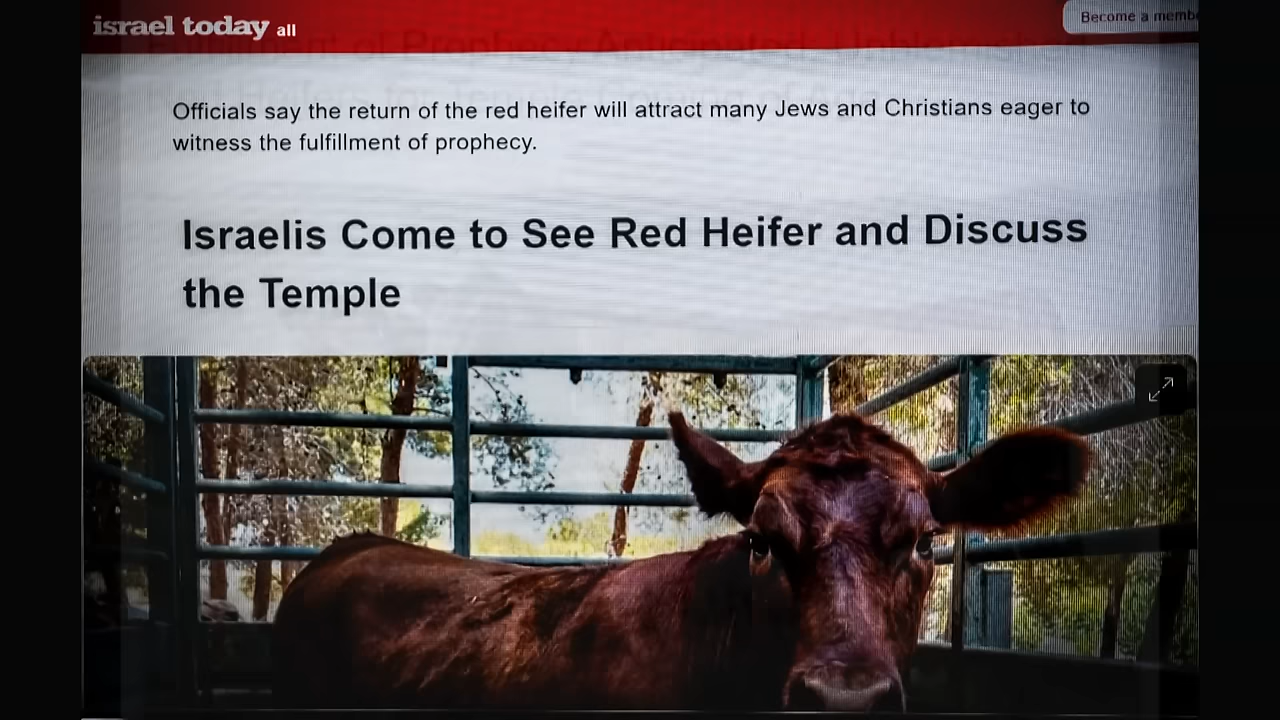 israel today all
Become a memb
Officials say the return of the red heifer will attract many Jews and Christians eager to
witness the fulfillment of prophecy.
Israelis Come to See Red Heifer and Discuss
the Temple